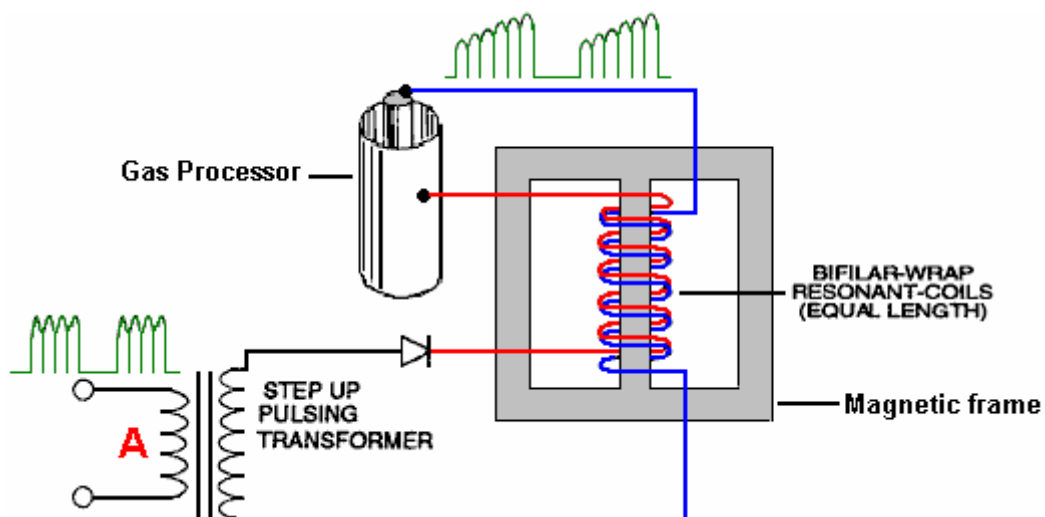 Gas Processor
BIFILAR-WRAP
RESONANT-COILS
(EQUAL LENGTH)
STEP UP
PULSING
TRANSFORMER
Magnetic frame
A